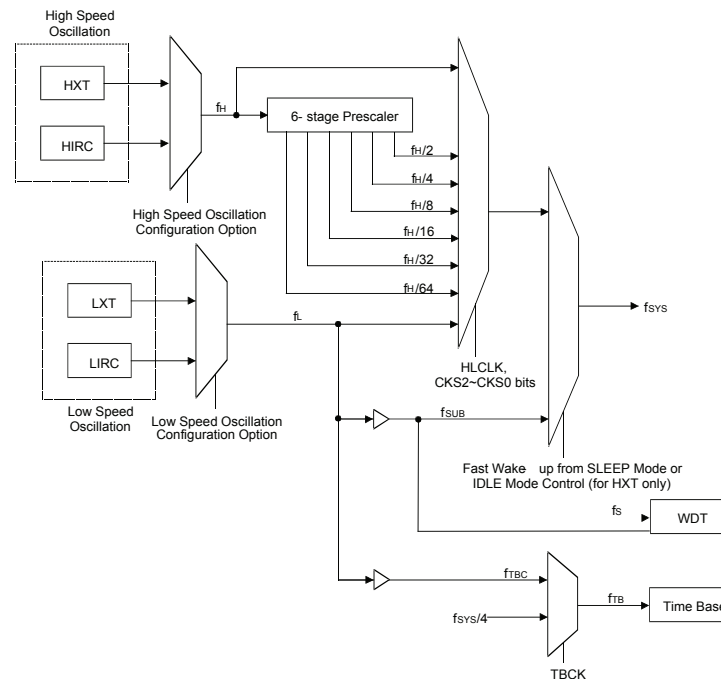 High Speed
Oscillation
HXT
HIRC
fH
6- stage Prescaler
fH/2
fH/4
fH/8
fH/16
fH/32
fH/64
High Speed Oscillation
Configuration Option
LXT
LIRC
fL
Low Speed
Oscillation
Low Speed Oscillation
Configuration Option
HLCLK,
CKS2~CKS0 bits
fSYS
fSUB
Fast Wake up from SLEEP Mode or
IDLE Mode Control (for HXT only)
fS
WDT
fTBC
fSYS/4
fTB
Time Base
TBCK